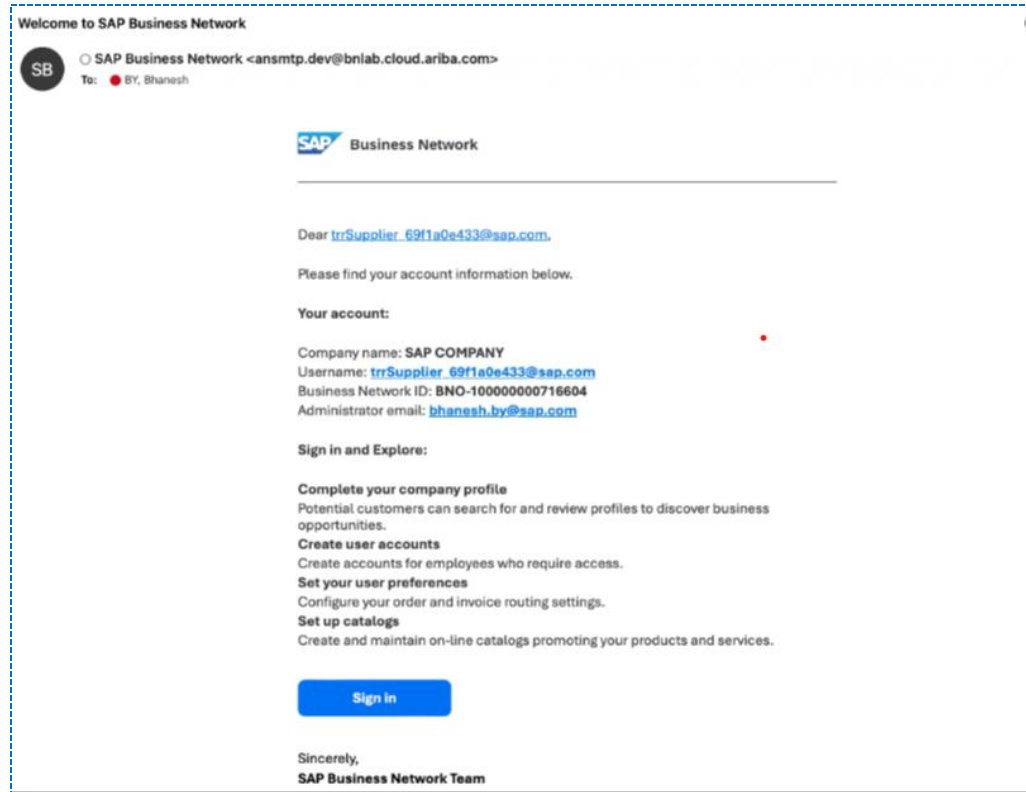 Welcome to SAP Business Network
SB
SAP Business Network <ansmtp.dev@bnlab.cloud.ariba.com>
To: BY, Bhanesh
SAP Business Network
Dear trrSupplier_69f1a0e433@sap.com,
Please find your account information below.
Your account:
Company name: SAP COMPANY
Username: trrSupplier_69f1a0e433@sap.com
Business Network ID: BNO-100000000716604
Administrator email: bhanesh.by@sap.com
Sign in and Explore:
Complete your company profile
Potential customers can search for and review profiles to discover business
opportunities.
Create user accounts
Create accounts for employees who require access.
Set your user preferences
Configure your order and invoice routing settings.
Set up catalogs
Create and maintain on-line catalogs promoting your products and services.
Sign in
Sincerely,
SAP Business Network Team